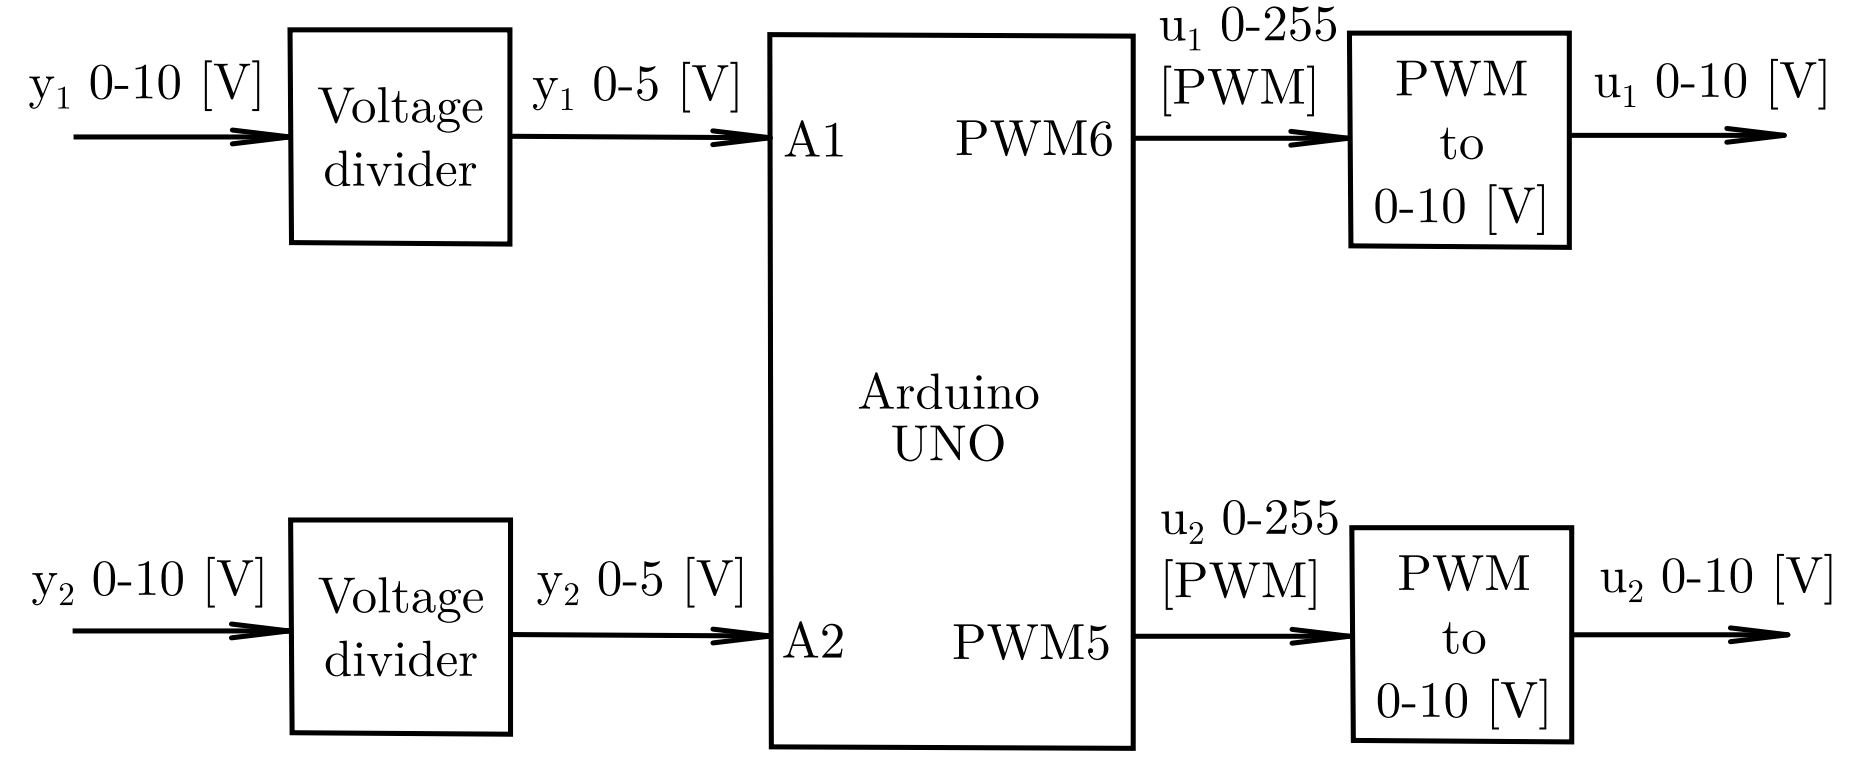 y₁ 0-10 [V]
Voltage
divider
y₁ 0-5 [V]
A1
PWM6
u₁ 0-255
[PWM]
PWM
to
0-10 [V]
u₁ 0-10 [V]
Arduino
UNO
y₂ 0-10 [V]
Voltage
divider
y₂ 0-5 [V]
A2
PWM5
u₂ 0-255
[PWM]
PWM
to
0-10 [V]
u₂ 0-10 [V]